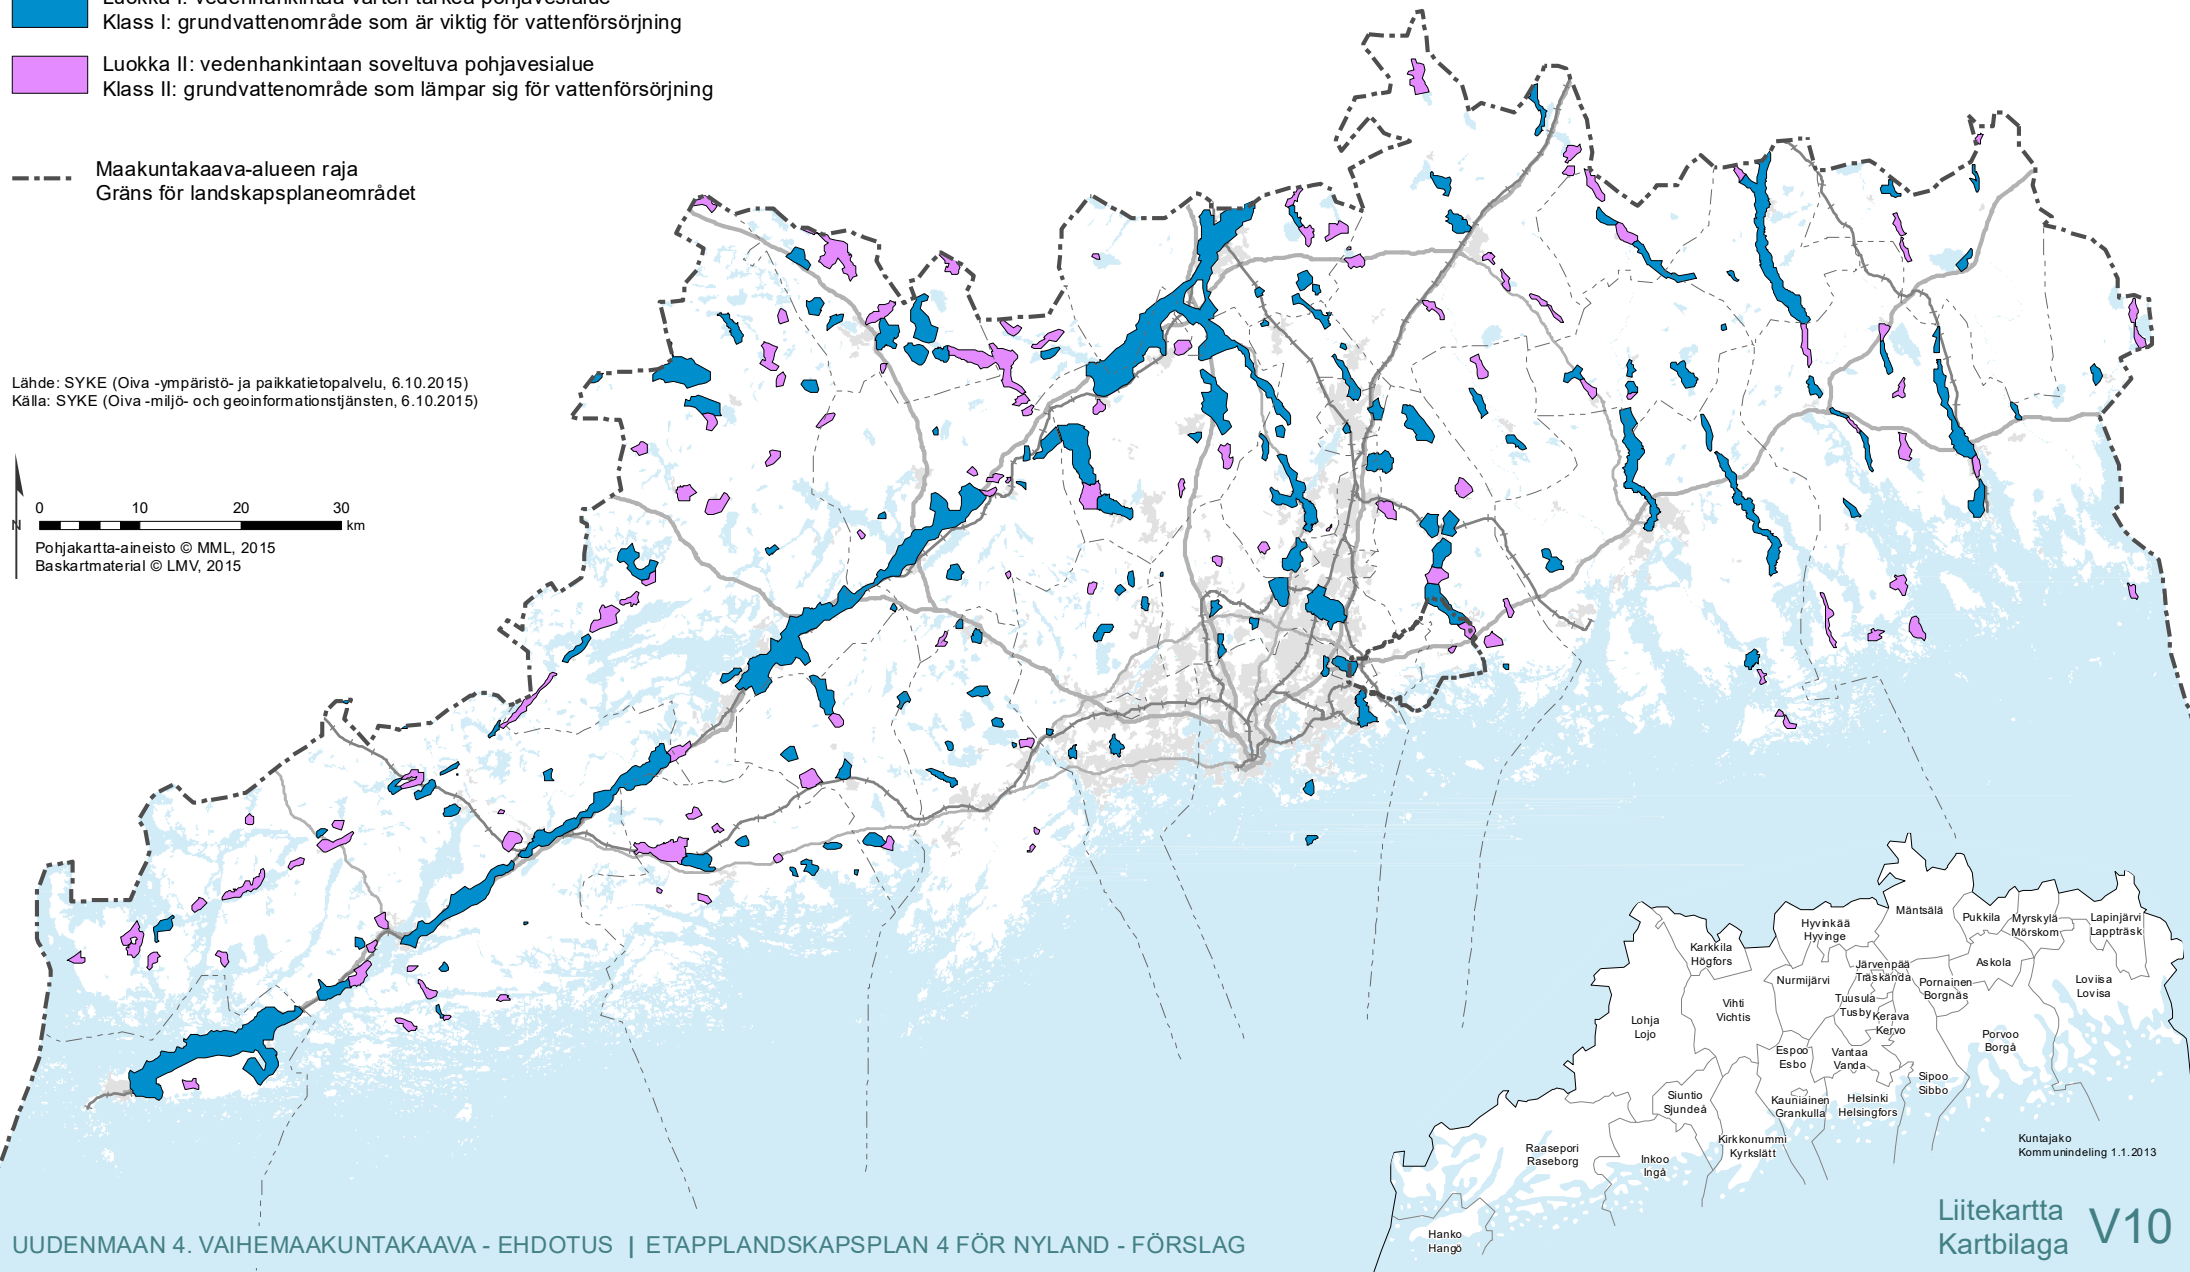 Luokka I: vedenhankintaa varten tärkeä pohjavesialue
Klass I: grundvattenområde som är viktig för vattenförsörjning
Luokka II: vedenhankintaan soveltuva pohjavesialue
Klass II: grundvattenområde som lämpar sig för vattenförsörjning
Maakuntakaava-alueen raja
Gräns för landskapsplaneområdet
Lähde: SYKE (Oiva -ympäristö- ja paikkatietopalvelu, 6.10.2015)
Källa: SYKE (Oiva -miljö- och geoinformationstjänsten, 6.10.2015)
0 10 20 30
N km
Pohjakartta-aineisto © MML, 2015
Baskartmaterial © LMV, 2015
Mäntsälä
Pukkila
Myrskylä
Mörskom
Lapinjärvi
Lappträsk
Hyvinkää
Hyvinge
Karkkila
Högfors
Askola
Järvenpää
Träskända
Nurmijärvi
Pornainen
Borgnäs
Loviisa
Lovisa
Tuusula
Tusby
Vihti
Vichtis
Kerava
Kervo
Lohja
Lojo
Porvoo
Borgå
Espoo
Esbo
Vantaa
Vanda
Sipoo
Sibbo
Siuntio
Sjundeå
Kauniainen
Grankulla
Helsinki
Helsingfors
Kirkkonummi
Kyrkslätt
Raasepori
Raseborg
Inkoo
Ingå
Hanko
Hangö
Kuntajako
Kommunindeling 1.1.2013
Liitekartta
Kartbilaga
V10
UUDENMAAN 4. VAIHEMAAKUNTAKAAVA - EHDOTUS | ETAPPLANDSKAPSPLAN 4 FÖR NYLAND - FÖRSLAG